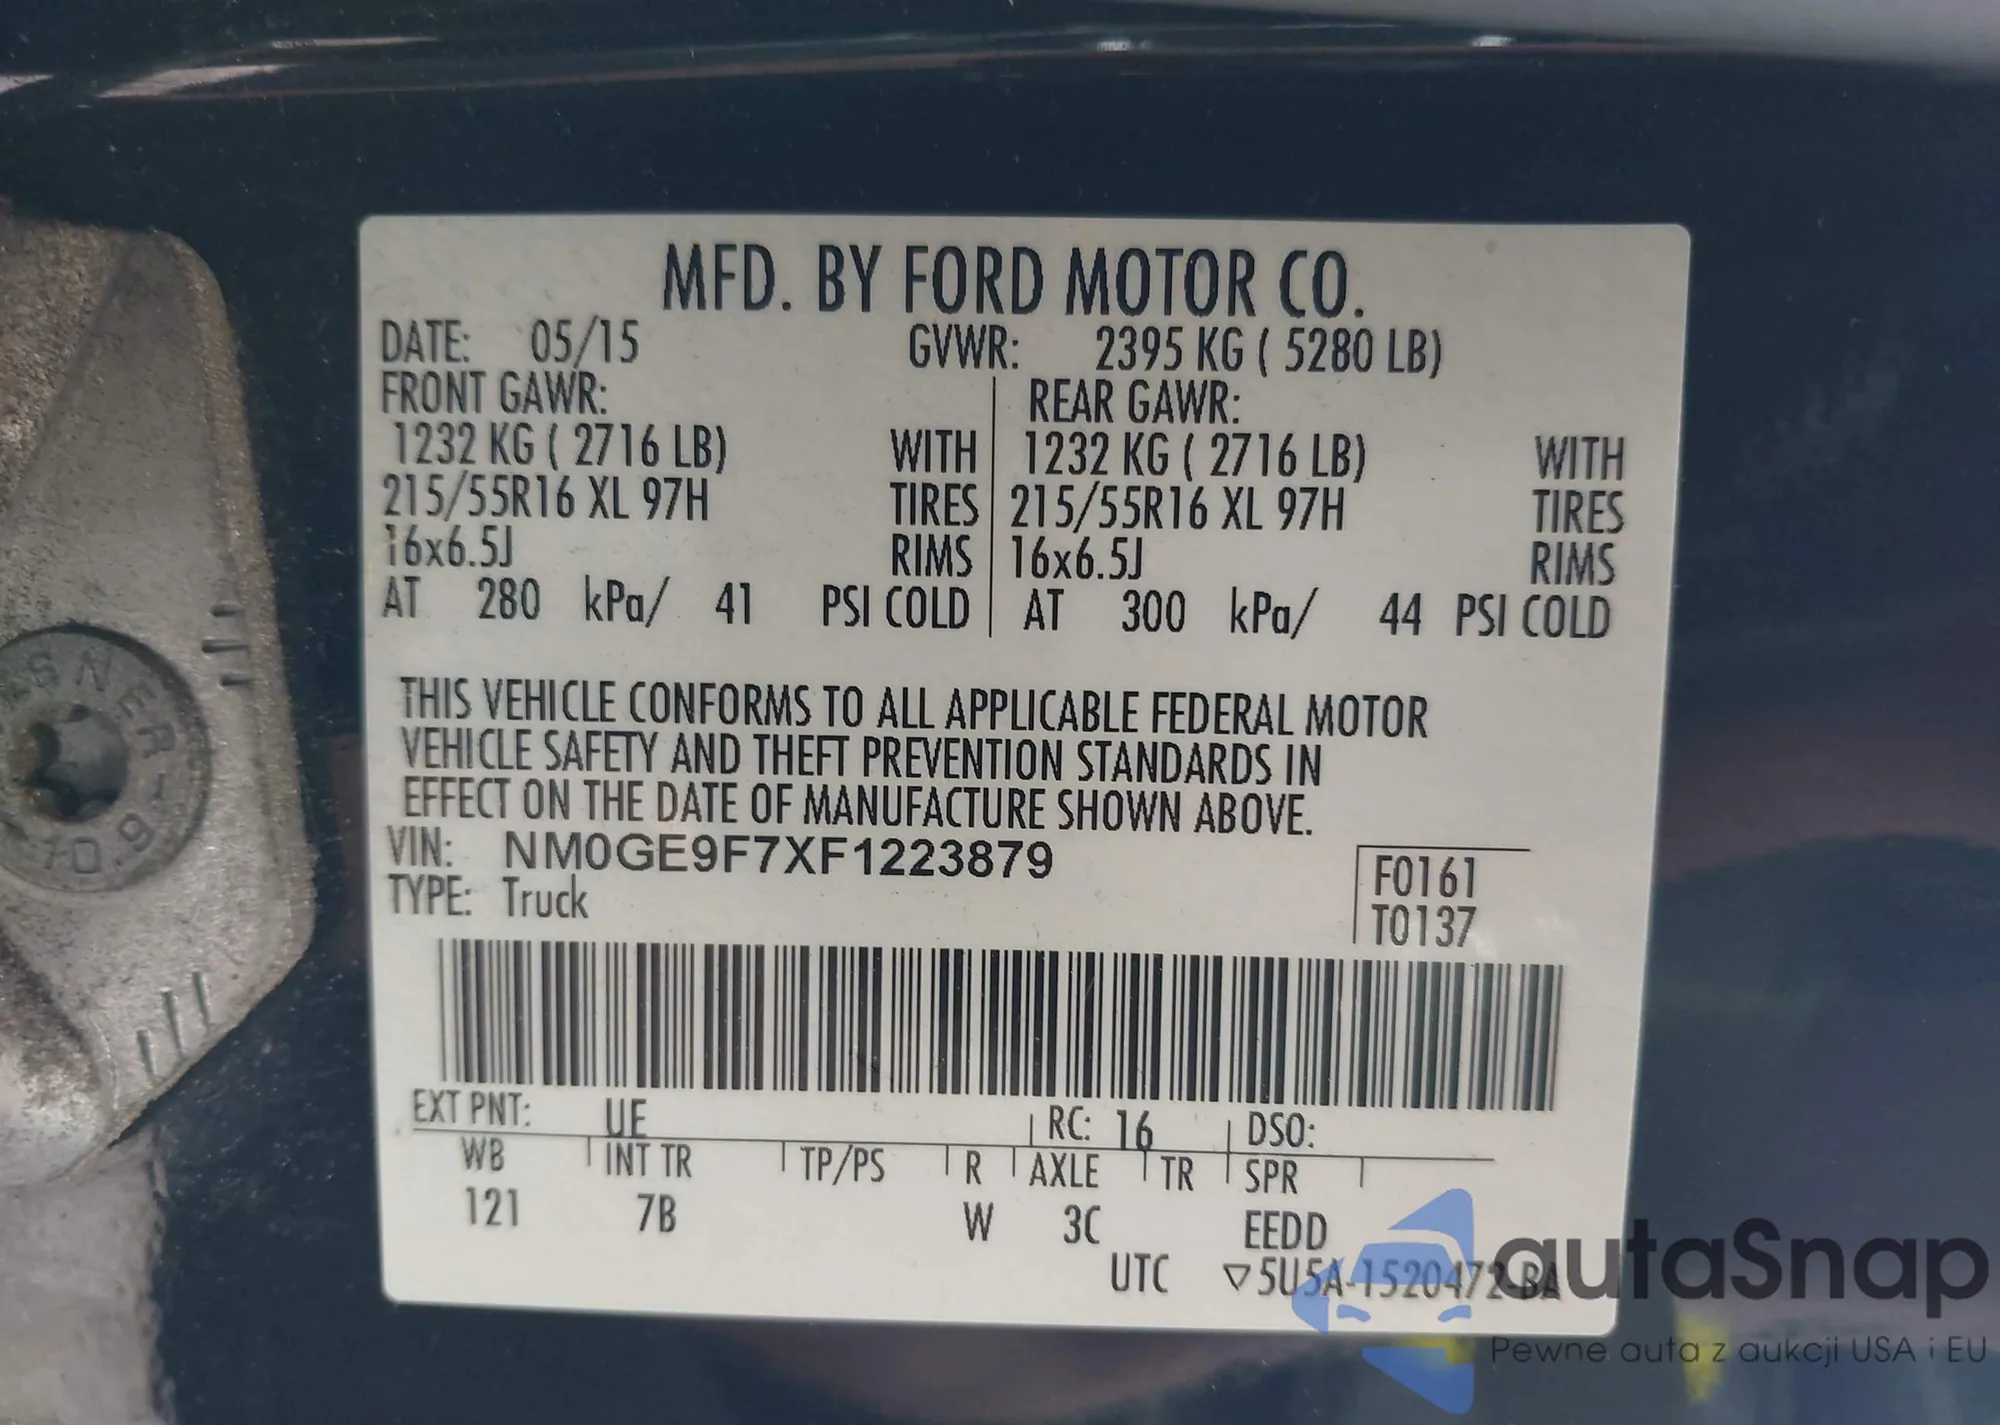 MFD. BY FORD MOTOR CO.
DATE: 05/15 GVWR: 2395 KG ( 5280 LB)
FRONT GAWR: REAR GAWR:
1232 KG ( 2716 LB) WITH 1232 KG ( 2716 LB) WITH
215/55R16 XL 97H TIRES 215/55R16 XL 97H TIRES
16x6.5J RIMS 16x6.5J RIMS
AT 280 kPa/ 41 PSI COLD AT 300 kPa/ 44 PSI COLD
THIS VEHICLE CONFORMS TO ALL APPLICABLE FEDERAL MOTOR
VEHICLE SAFETY AND THEFT PREVENTION STANDARDS IN
EFFECT ON THE DATE OF MANUFACTURE SHOWN ABOVE.
VIN: NM0GE9F7XF1223879
TYPE: Truck
F0161
T0137
EXT PNT: UE RC: 16 DSO:
WB INT TR TP/PS R AXLE TR SPR
121 7B W 3C EEDD
UTC ▽5U5A-1520472-BA
autaSnap
Pewne auta z aukcji USA i EU
10.9